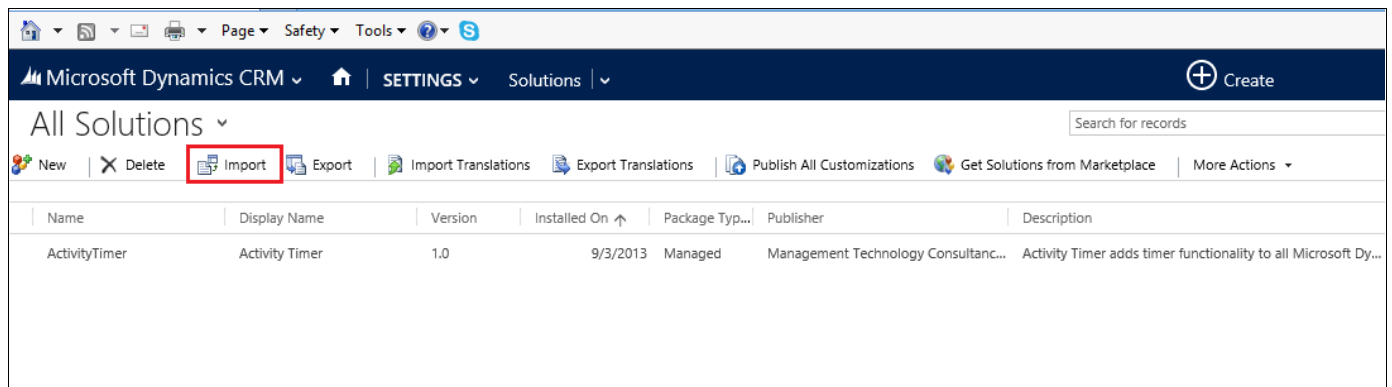 Page Safety Tools
Microsoft Dynamics CRM SETTINGS Solutions Create
All Solutions
Search for records
New Delete Import Export Import Translations Export Translations Publish All Customizations Get Solutions from Marketplace More Actions
Name Display Name Version Installed On Package Typ... Publisher Description
ActivityTimer Activity Timer 1.0 9/3/2013 Managed Management Technology Consultanc... Activity Timer adds timer functionality to all Microsoft Dy...